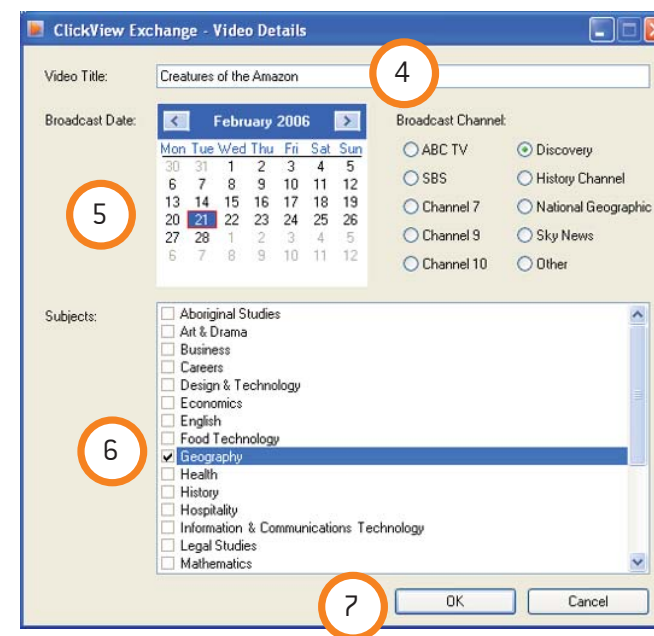 ClickView Exchange - Video Details
4
Video Title: Creatures of the Amazon
Broadcast Date:
5
< February 2006 >
Mon Tue Wed Thu Fri Sat Sun
30 31 1 2 3 4 5
6 7 8 9 10 11 12
13 14 15 16 17 18 19
20 21 22 23 24 25 26
27 28 1 2 3 4 5
6 7 8 9 10 11 12
Broadcast Channel:
ABC TV Discovery
SBS History Channel
Channel 7 National Geographic
Channel 9 Sky News
Channel 10 Other
Subjects:
6
Aboriginal Studies
Art & Drama
Business
Careers
Design & Technology
Economics
English
Food Technology
Geography
Health
History
Hospitality
Information & Communications Technology
Legal Studies
Mathematics
7
OK Cancel